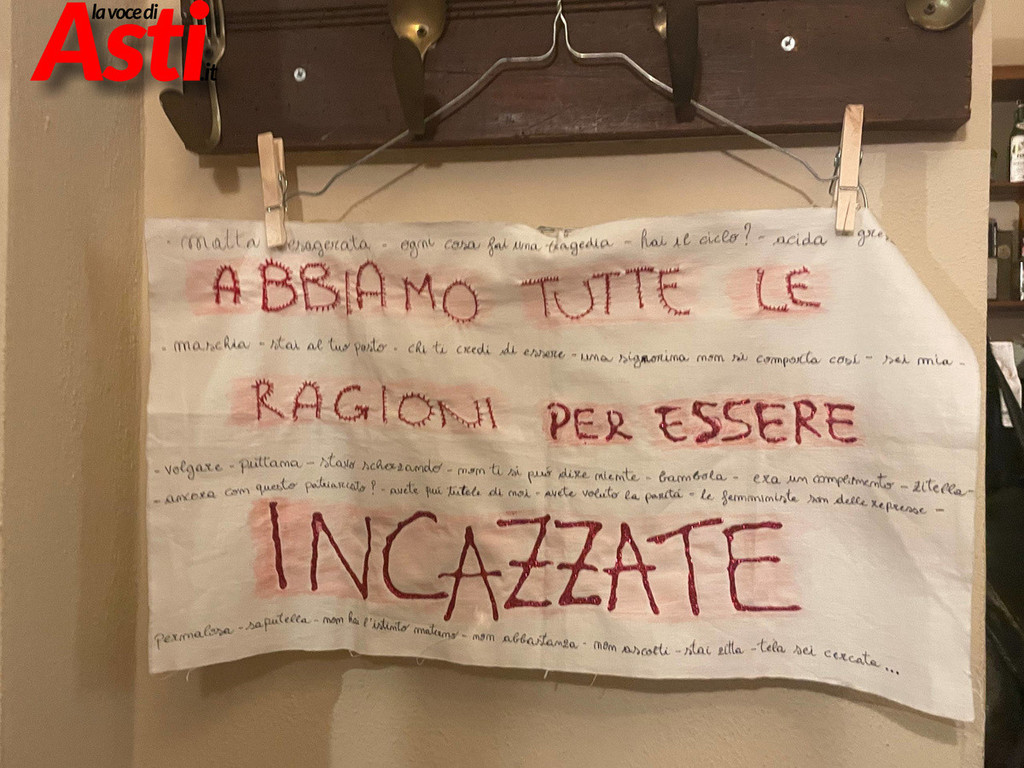 la voce di
Asti.it
- matta - esagerata - ogni cosa fai una tragedia - hai il ciclo? - acida
ABBIAMO TUTTE LE
- maschia - stai al tuo posto - chi ti credi di essere - una signorina non si comporta così - sei mia -
RAGIONI PER ESSERE
- volgare - puttana - stavo scherzando - non ti si può dire niente - bambola - era un complimento - zitella -
- ancora con questo patriarcato? - avete più tutele di noi - avete voluto la parità - le femministe son delle represse -
INCAZZATE
permalosa - saputella - non ha l'istinto materno - non abbastanza - non ascolti - stai zitta - te la sei cercata...